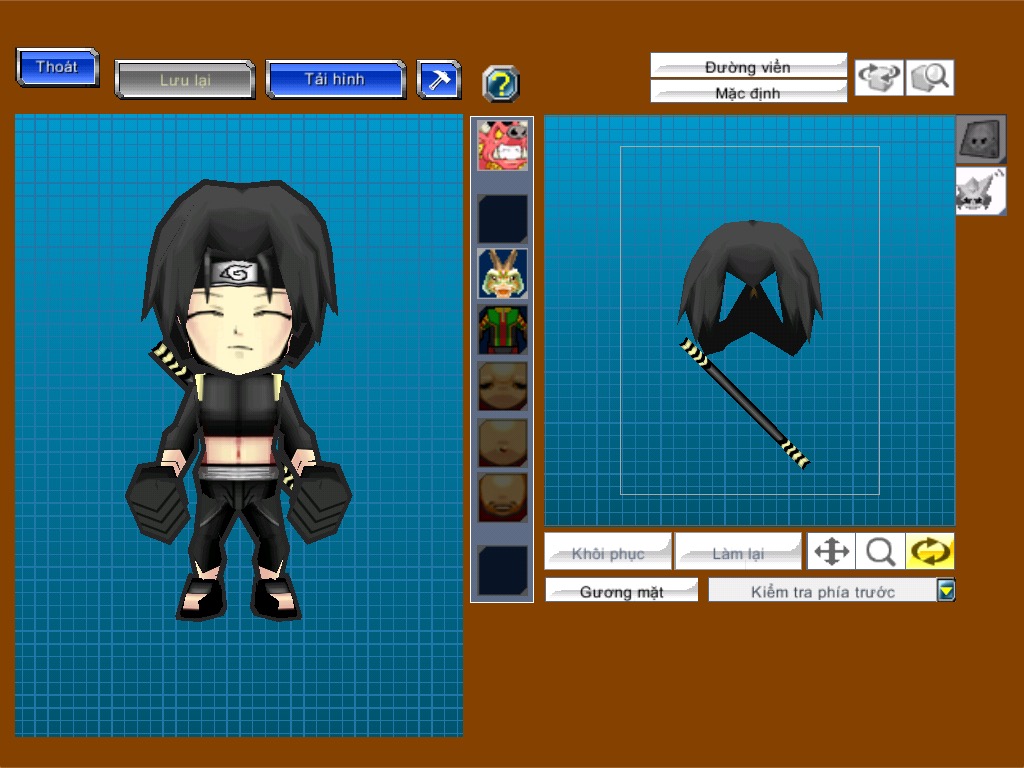 Thoát
Lưu lại
Tải hình
Đường viền
Mặc định
Khôi phục
Làm lại
Gương mặt
Kiểm tra phía trước